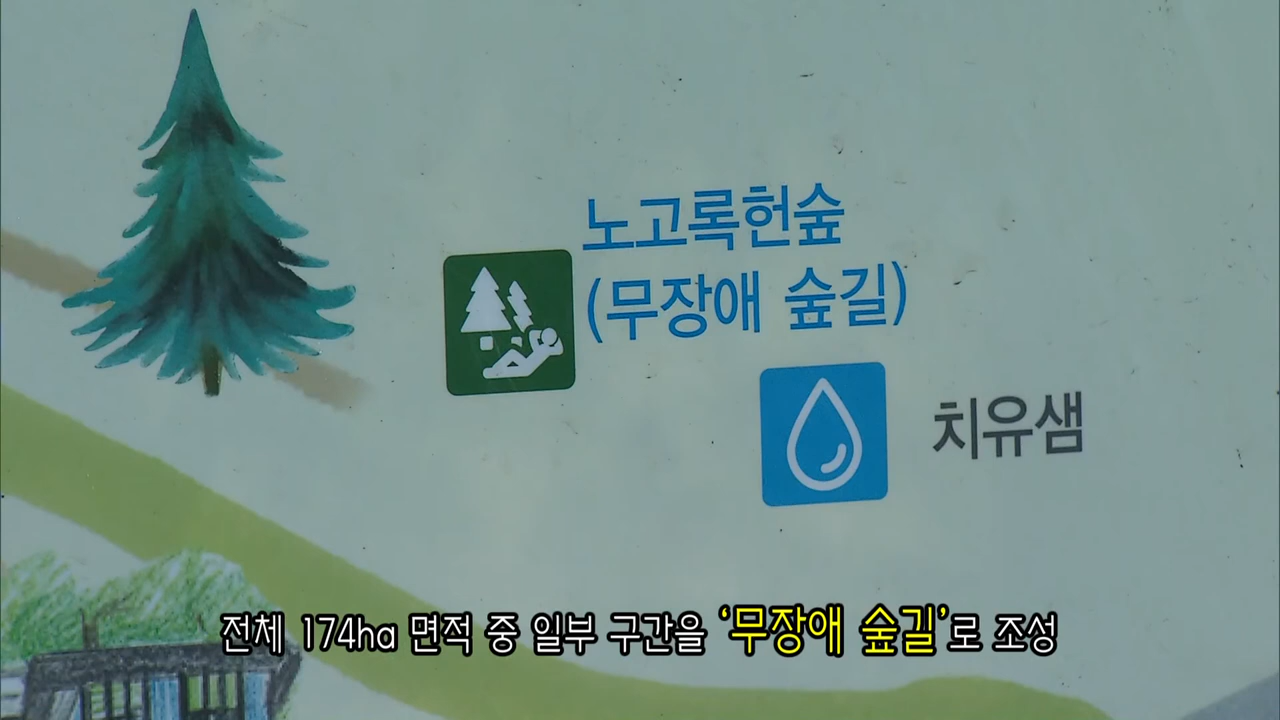 노고록헌숲
(무장애 숲길)
치유샘
전체 174ha 면적 중 일부 구간을 ‘무장애 숲길’로 조성